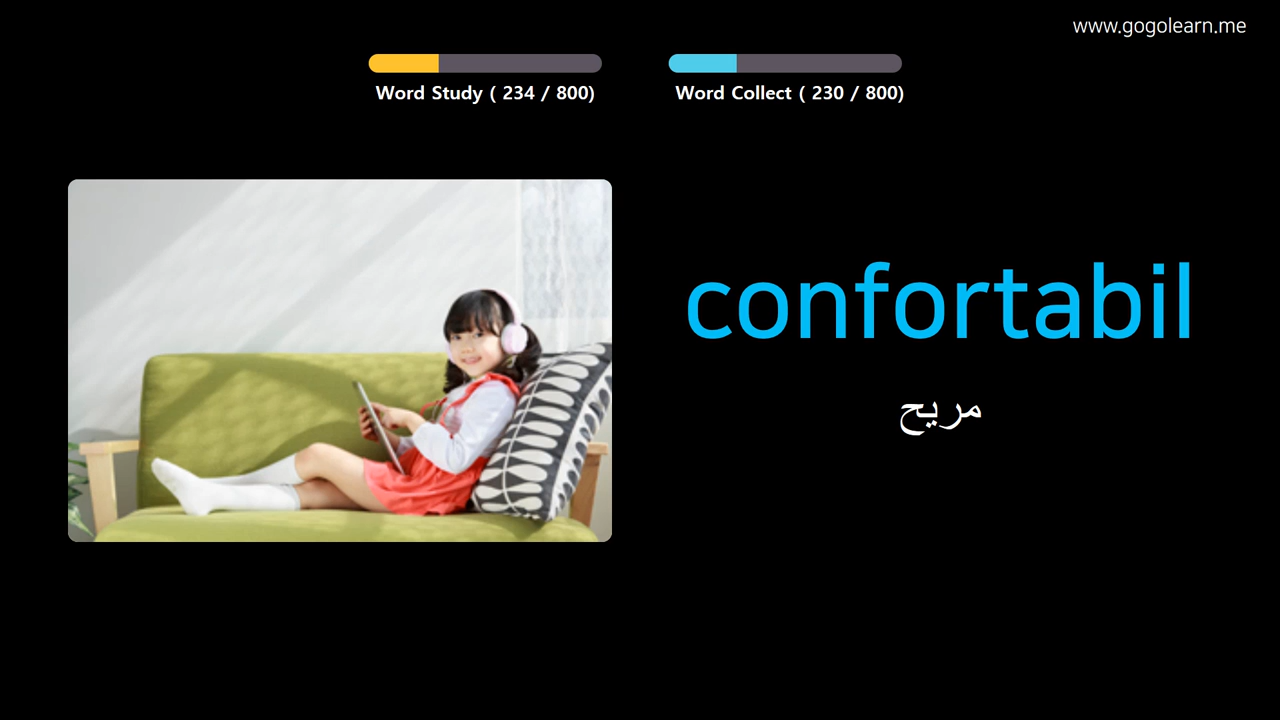 www.gogolearn.me
Word Study ( 234 / 800)
Word Collect ( 230 / 800)
confortabil
مريح